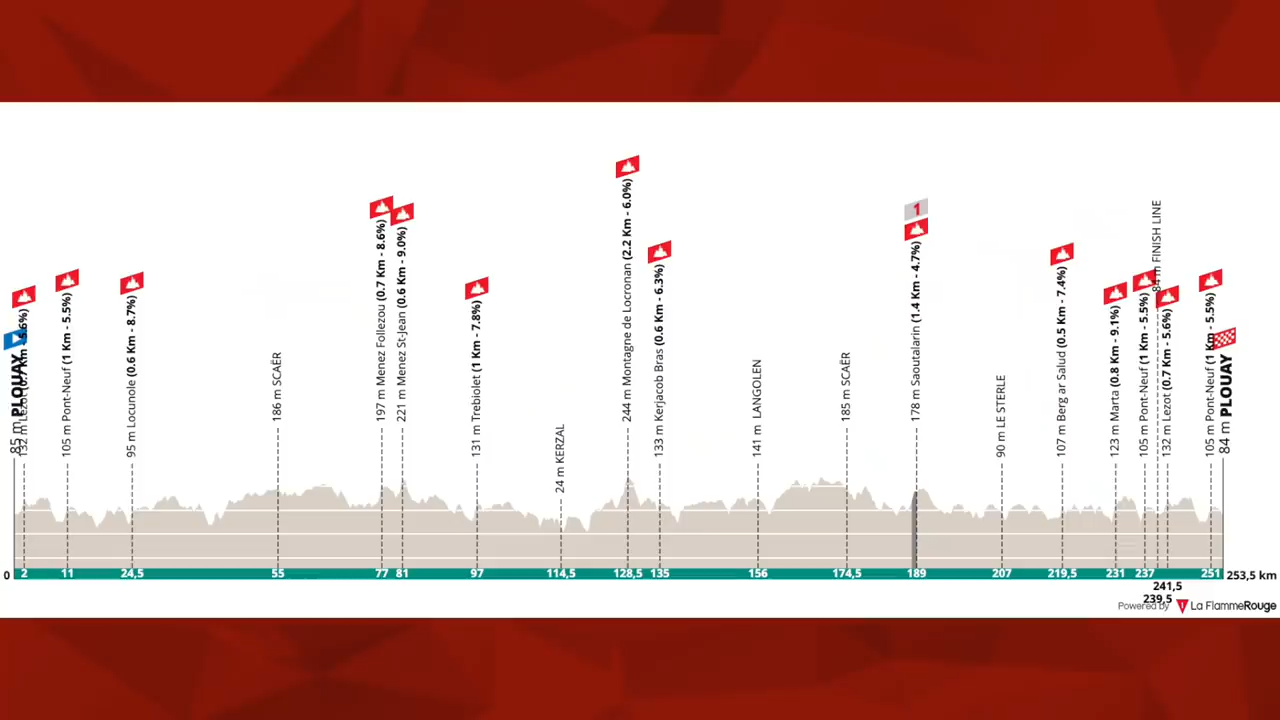 85 m PLOUAY
132 m Lezot (0.7 Km - 5.6%)
105 m Pont-Neuf (1 Km - 5.5%)
95 m Locunole (0.6 Km - 8.7%)
186 m SCAËR
197 m Menez Follezou (0.7 Km - 8.6%)
221 m Menez St-Jean (0.6 Km - 9.0%)
131 m Trebiolet (1 Km - 7.8%)
24 m KERZAL
244 m Montagne de Locronan (2.2 Km - 6.0%)
133 m Kerjacob Bras (0.6 Km - 6.3%)
141 m LANGOLEN
185 m SCAËR
1
178 m Saoutalarin (1.4 Km - 4.7%)
90 m LE STERLE
107 m Berg ar Salud (0.5 Km - 7.4%)
123 m Marta (0.8 Km - 9.1%)
105 m Pont-Neuf (1 Km - 5.5%)
84 m FINISH LINE
132 m Lezot (0.7 Km - 5.6%)
105 m Pont-Neuf (1 Km - 5.5%)
84 m PLOUAY
0 2 11 24,5 55 77 81 97 114,5 128,5 135 156 174,5 189 207 219,5 231 237 251 253,5 km
241,5
239,5
Powered by La FlammeRouge